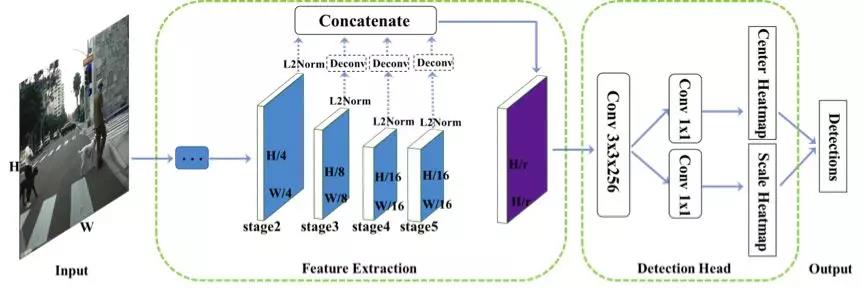 Concatenate
L2Norm
Deconv
Deconv
Deconv
L2Norm
L2Norm
L2Norm
H
W
...
H/4
W/4
H/8
W/8
H/16
W/16
H/16
W/16
stage2
stage3
stage4
stage5
H/r
H/r
Conv 3x3x256
Conv 1x1
Conv 1x1
Center Heatmap
Scale Heatmap
Detections
Input
Feature Extraction
Detection Head
Output